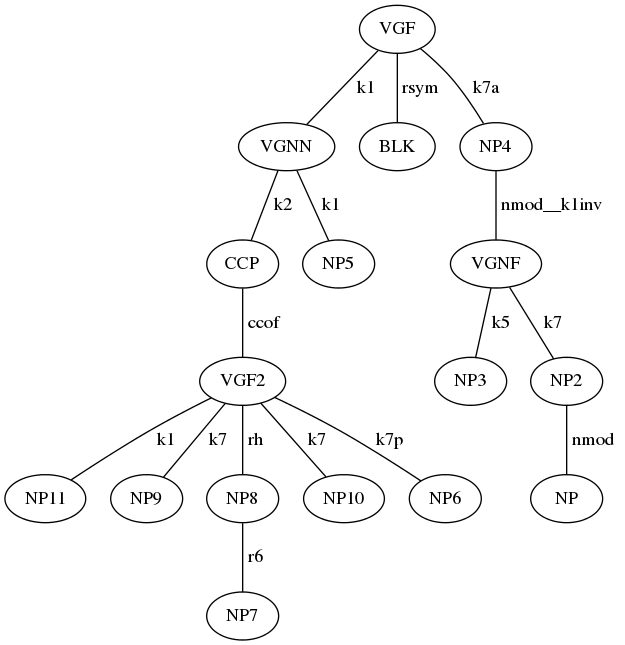 VGF
k1 rsym k7a
VGNN BLK NP4
k2 k1 nmod__k1inv
CCP NP5 VGNF
ccof k5 k7
VGF2 NP3 NP2
k1 k7 rh k7 k7p nmod
NP11 NP9 NP8 NP10 NP6 NP
r6
NP7